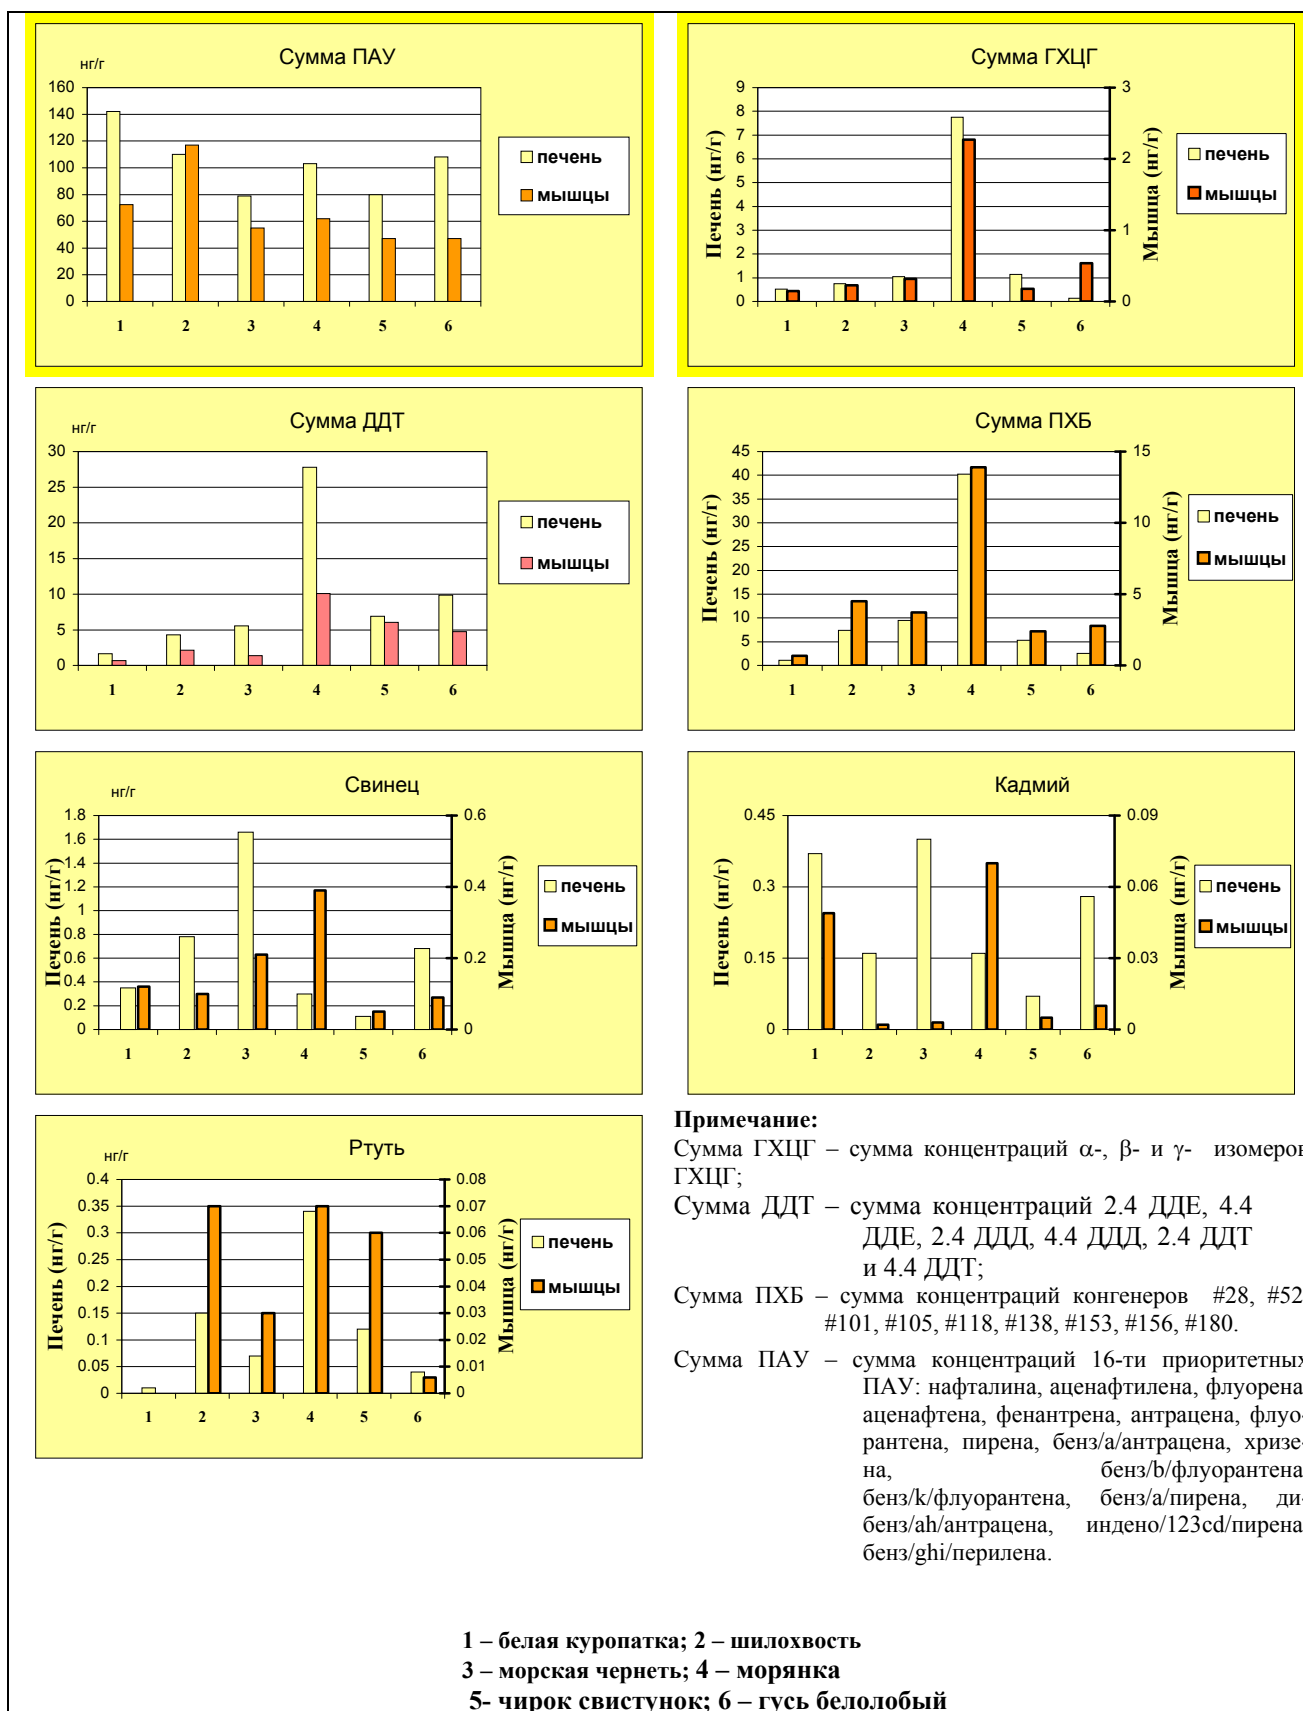 Сумма ПАУ
нг/г
160
140
120
100
80
60
40
20
0
1 2 3 4 5 6
печень
мышцы
Сумма ГХЦГ
Печень (нг/г)
9
8
7
6
5
4
3
2
1
0
1 2 3 4 5 6
3
2
1
0
Мышца (нг/г)
печень
мышцы
Сумма ДДТ
нг/г
30
25
20
15
10
5
0
1 2 3 4 5 6
печень
мышцы
Сумма ПХБ
Печень (нг/г)
45
40
35
30
25
20
15
10
5
0
1 2 3 4 5 6
15
10
5
0
Мышца (нг/г)
печень
мышцы
Свинец
нг/г
Печень (нг/г)
1.8
1.6
1.4
1.2
1
0.8
0.6
0.4
0.2
0
1 2 3 4 5 6
0.6
0.4
0.2
0
Мышца (нг/г)
печень
мышцы
Кадмий
Печень (нг/г)
0.45
0.3
0.15
0
1 2 3 4 5 6
0.09
0.06
0.03
0
Мышца (нг/г)
печень
мышцы
Ртуть
нг/г
Печень (нг/г)
0.4
0.35
0.3
0.25
0.2
0.15
0.1
0.05
0
1 2 3 4 5 6
0.08
0.07
0.06
0.05
0.04
0.03
0.02
0.01
0
Мышца (нг/г)
печень
мышцы
Примечание:
Сумма ГХЦГ – сумма концентраций α-, β- и γ- изомеров
ГХЦГ;
Сумма ДДТ – сумма концентраций 2.4 ДДЕ, 4.4
ДДЕ, 2.4 ДДД, 4.4 ДДД, 2.4 ДДТ
и 4.4 ДДТ;
Сумма ПХБ – сумма концентраций конгенеров #28, #52
#101, #105, #118, #138, #153, #156, #180.
Сумма ПАУ – сумма концентраций 16-ти приоритетных
ПАУ: нафталина, аценафтилена, флуорена
аценафтена, фенантрена, антрацена, флуо-
рантена, пирена, бенз/a/антрацена, хризе-
на, бенз/b/флуорантена
бенз/k/флуорантена, бенз/a/пирена, ди-
бенз/ah/антрацена, индено/123cd/пирена
бенз/ghi/перилена.
1 – белая куропатка; 2 – шилохвость
3 – морская чернеть; 4 – морянка
5- чирок свистунок; 6 – гусь белолобый